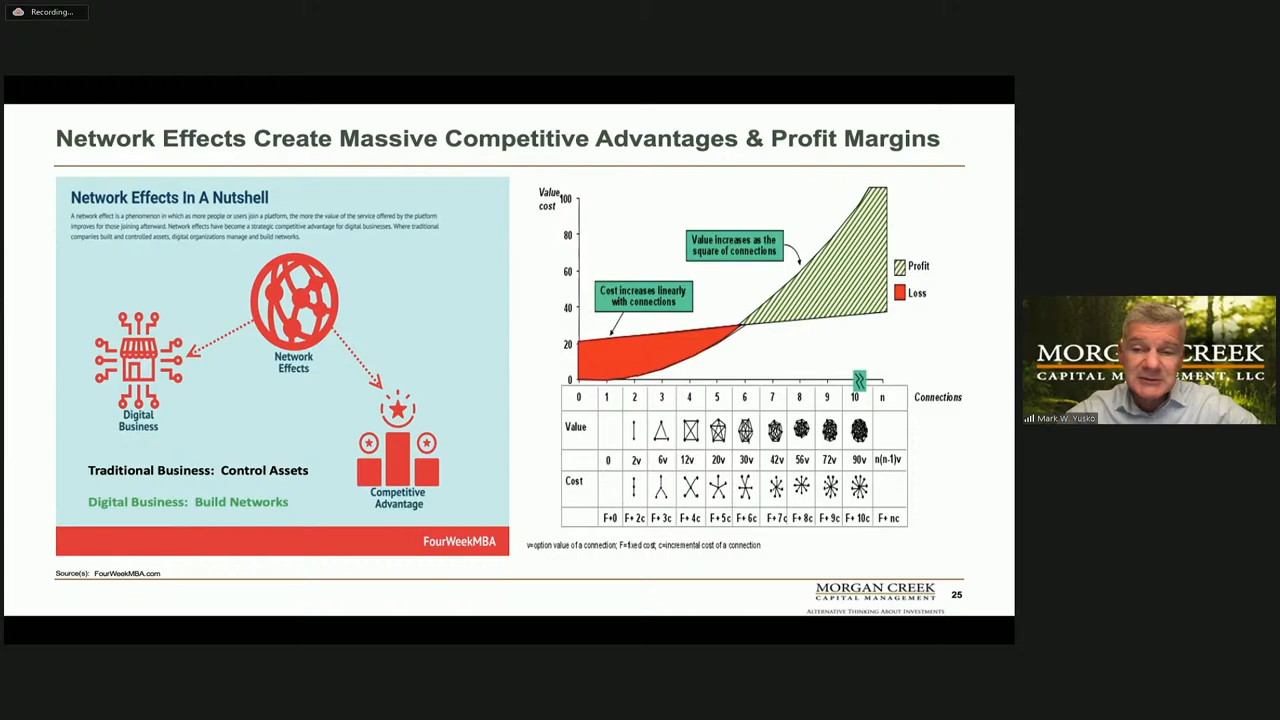 Recording...
Network Effects Create Massive Competitive Advantages & Profit Margins
Network Effects In A Nutshell
A network effect is a phenomenon in which as more people or users join a platform, the more the value of the service offered by the platform
improves for those joining afterward. Network effects have become a strategic competitive advantage for digital businesses. Where traditional
companies built and controlled assets, digital organizations manage and build networks.
Network
Effects
Digital
Business
Competitive
Advantage
Traditional Business: Control Assets
Digital Business: Build Networks
FourWeekMBA
Source(s): FourWeekMBA.com
Value,
cost
100
80
60
40
20
0
Value increases as the
square of connections
Cost increases linearly
with connections
Profit
Loss
0 1 2 3 4 5 6 7 8 9 10 n Connections
Value
0 2v 6v 12v 20v 30v 42v 56v 72v 90v n(n-1)v
Cost
F+0 F+2c F+3c F+4c F+5c F+6c F+7c F+8c F+9c F+10c F+nc
v=option value of a connection; F=fixed cost; c=incremental cost of a connection
MORGAN CREEK
CAPITAL MANAGEMENT
ALTERNATIVE THINKING ABOUT INVESTMENTS
25
MORGAN CREEK
CAPITAL MANAGEMENT, LLC
Mark W. Yusko